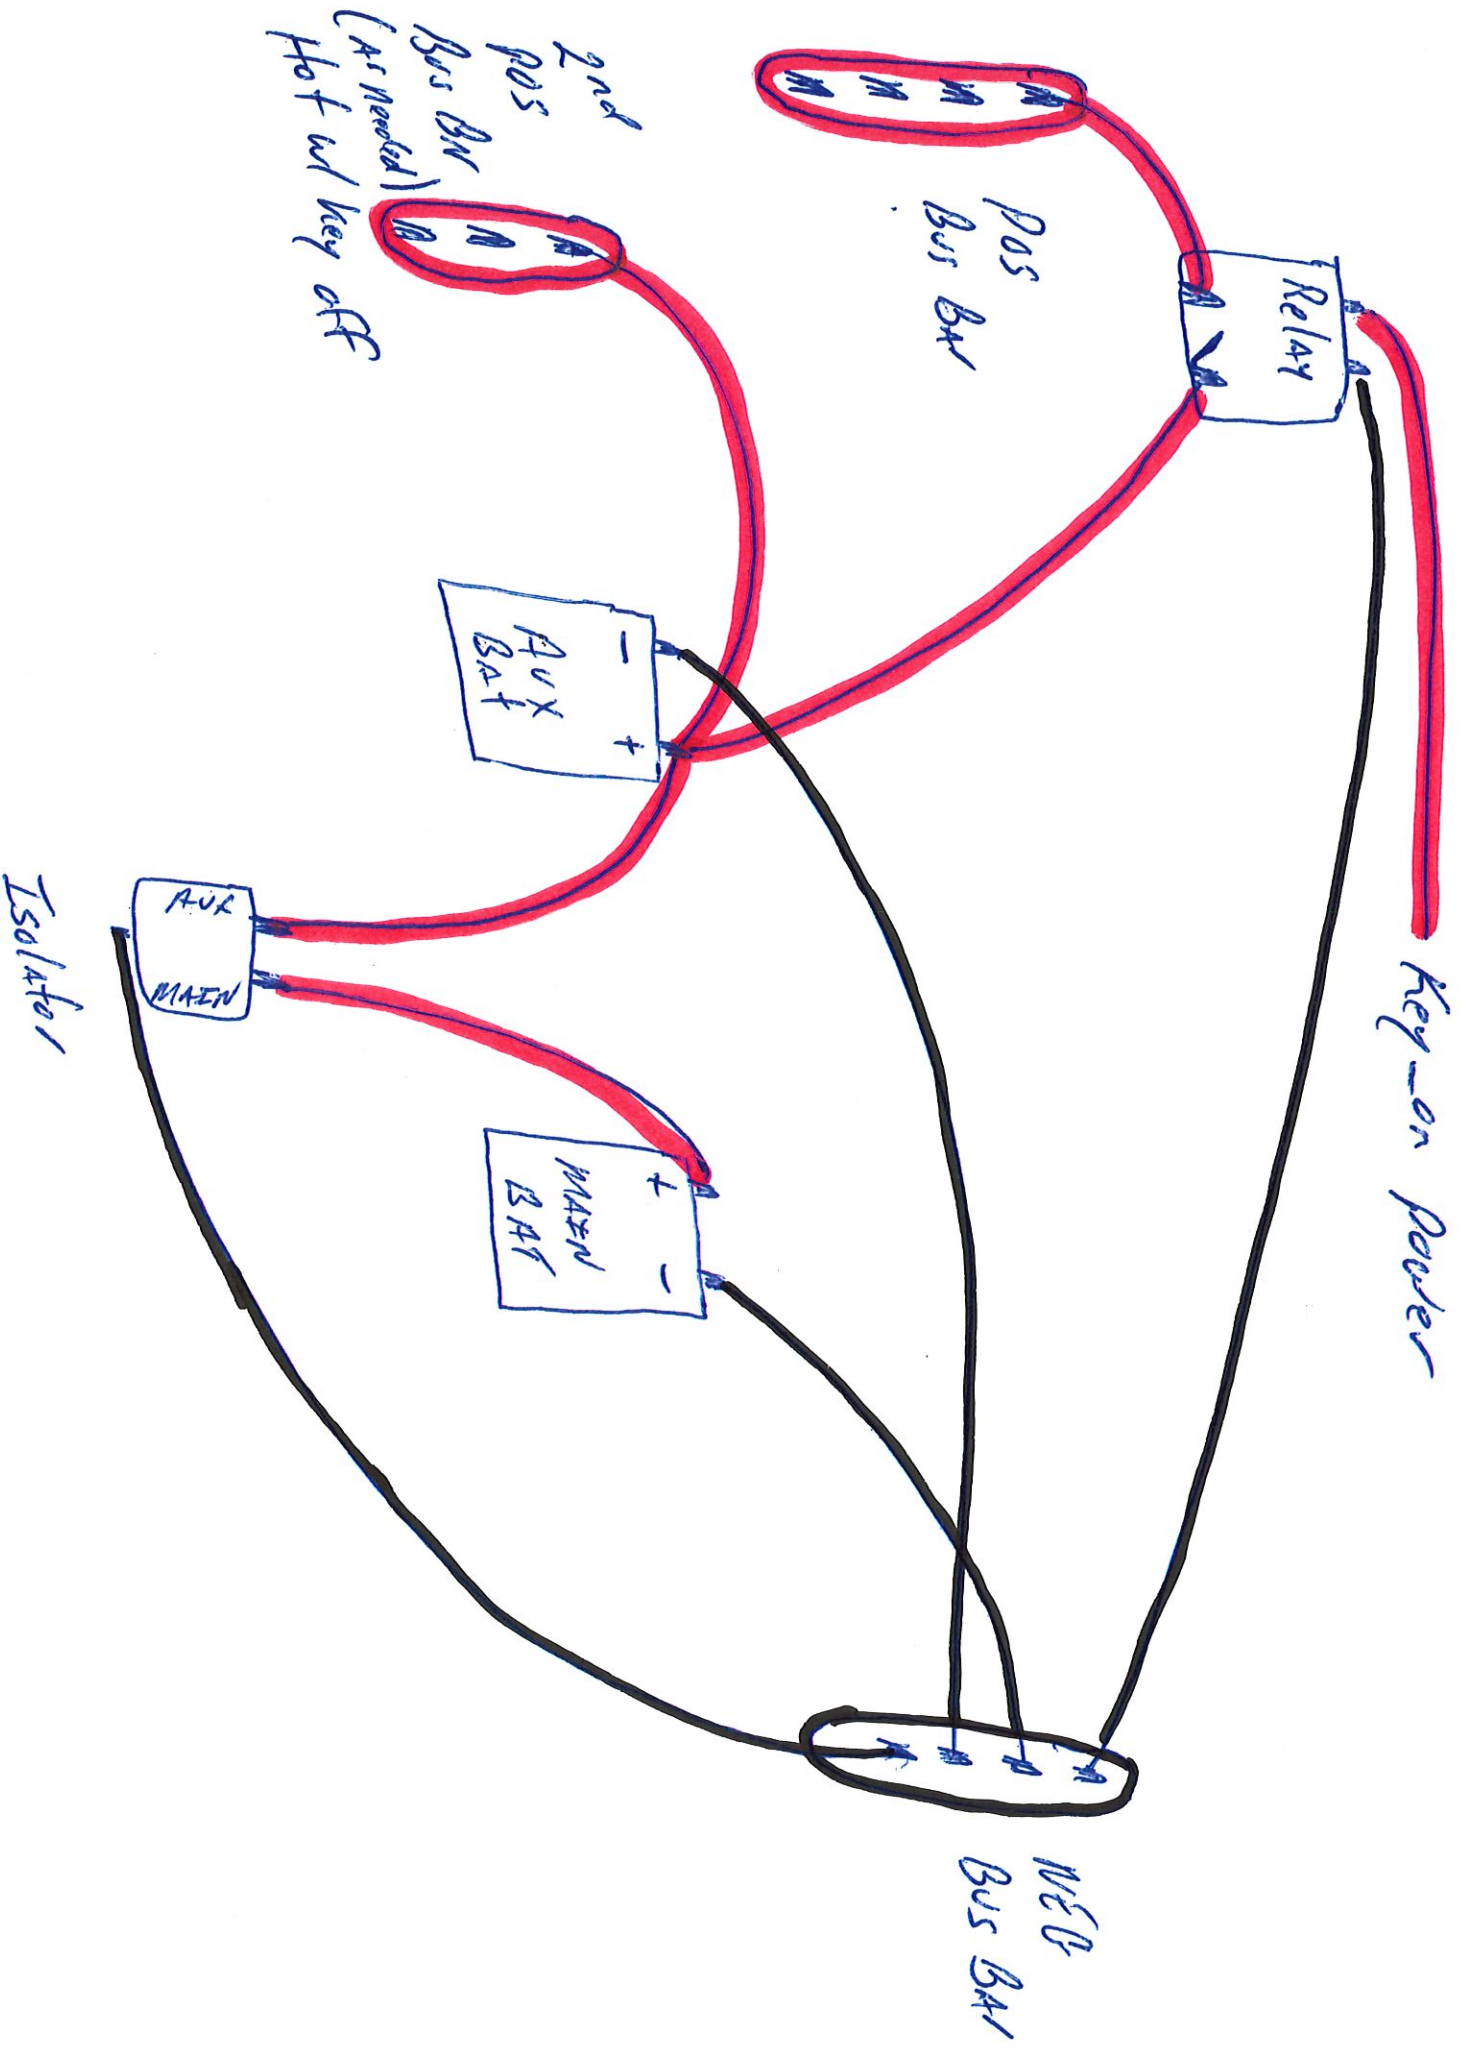 Key-on power
Relay
POS
Bus Bar
2nd
POS
Bus Bar
(As needed)
Hot w/ key off
-
+
AUX
BAt
+
-
MAIN
BAT
AUX
MAIN
Isolator
NEG
Bus Bar